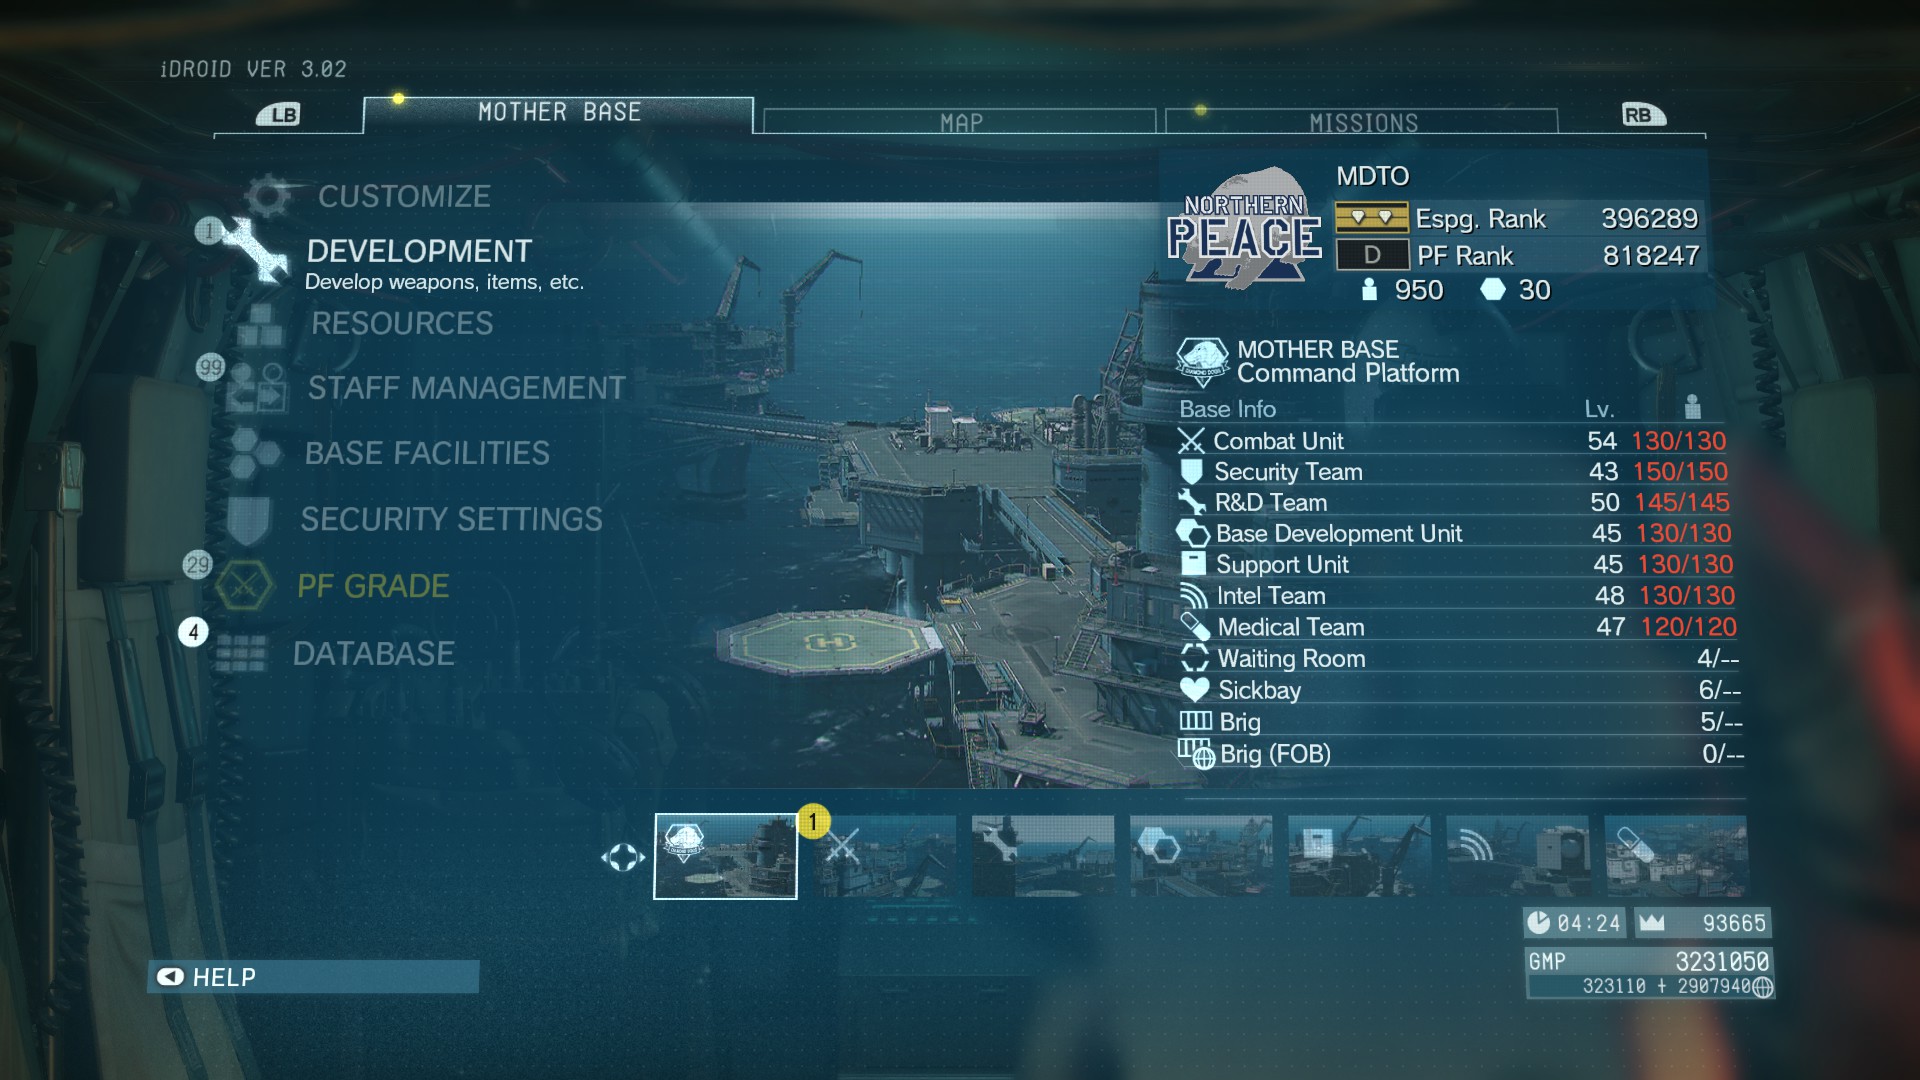 iDROID VER 3.02
LB
MOTHER BASE
MAP
MISSIONS
RB
CUSTOMIZE
1
DEVELOPMENT
Develop weapons, items, etc.
RESOURCES
99
STAFF MANAGEMENT
BASE FACILITIES
SECURITY SETTINGS
29
PF GRADE
4
DATABASE
NORTHERN
PEACE
MDTO
Espg. Rank 396289
D PF Rank 818247
950 30
MOTHER BASE
Command Platform
Base Info Lv.
Combat Unit 54 130/130
Security Team 43 150/150
R&D Team 50 145/145
Base Development Unit 45 130/130
Support Unit 45 130/130
Intel Team 48 130/130
Medical Team 47 120/120
Waiting Room 4/--
Sickbay 6/--
Brig 5/--
Brig (FOB) 0/--
H
1
04:24 93665
GMP 3231050
323110 + 2907940
HELP